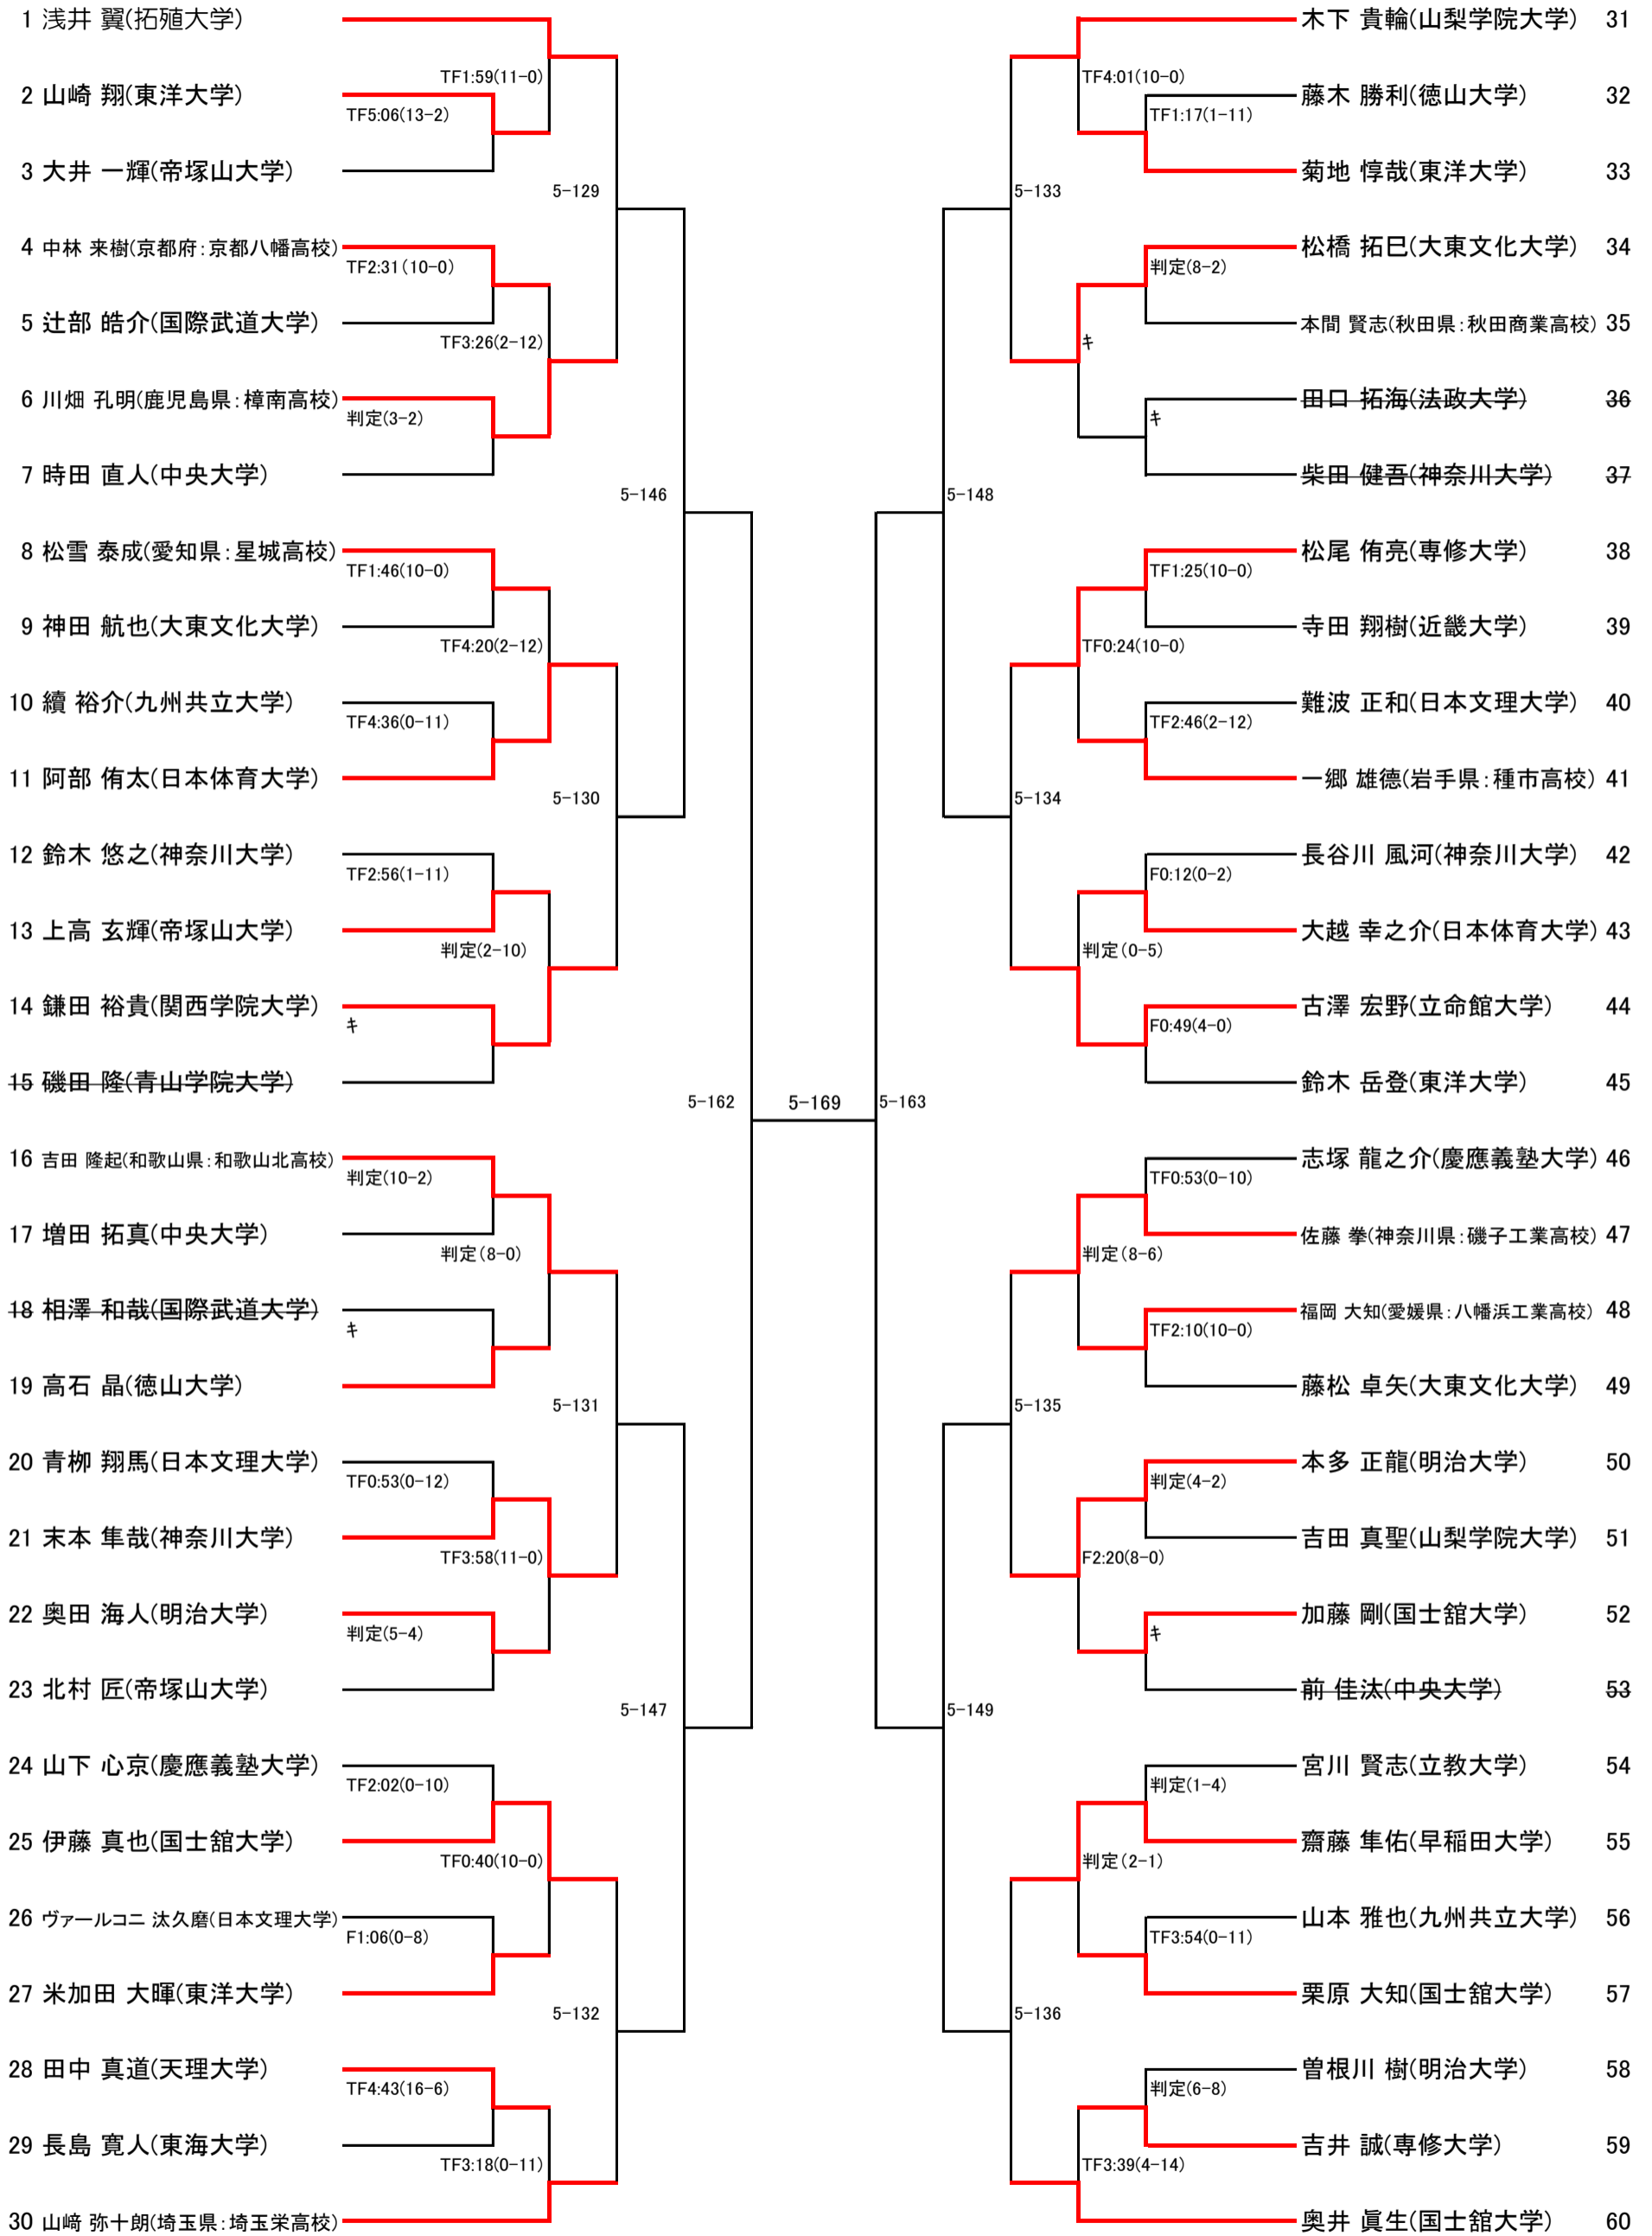 1 浅井 翼(拓殖大学)
TF1:59(11-0)
2 山崎 翔(東洋大学)
TF5:06(13-2)
3 大井 一輝(帝塚山大学)
5-129
4 中林 来樹(京都府:京都八幡高校)
TF2:31(10-0)
5 辻部 皓介(国際武道大学)
TF3:26(2-12)
6 川畑 孔明(鹿児島県:樟南高校)
判定(3-2)
7 時田 直人(中央大学)
5-146
8 松雪 泰成(愛知県:星城高校)
TF1:46(10-0)
9 神田 航也(大東文化大学)
TF4:20(2-12)
10 續 裕介(九州共立大学)
TF4:36(0-11)
11 阿部 侑太(日本体育大学)
5-130
12 鈴木 悠之(神奈川大学)
TF2:56(1-11)
13 上高 玄輝(帝塚山大学)
判定(2-10)
14 鎌田 裕貴(関西学院大学)
キ
15 磯田 隆(青山学院大学)
5-162
16 吉田 隆起(和歌山県:和歌山北高校)
判定(10-2)
17 増田 拓真(中央大学)
判定(8-0)
18 相澤 和哉(国際武道大学)
キ
19 高石 晶(徳山大学)
5-131
20 青栁 翔馬(日本文理大学)
TF0:53(0-12)
21 末本 隼哉(神奈川大学)
TF3:58(11-0)
22 奥田 海人(明治大学)
判定(5-4)
23 北村 匠(帝塚山大学)
5-147
24 山下 心京(慶應義塾大学)
TF2:02(0-10)
25 伊藤 真也(国士舘大学)
TF0:40(10-0)
26 ヴァールコニ 汰久磨(日本文理大学)
F1:06(0-8)
27 米加田 大暉(東洋大学)
5-132
28 田中 真道(天理大学)
TF4:43(16-6)
29 長島 寛人(東海大学)
TF3:18(0-11)
30 山﨑 弥十朗(埼玉県:埼玉栄高校)
5-169
木下 貴輪(山梨学院大学) 31
TF4:01(10-0)
藤木 勝利(徳山大学) 32
TF1:17(1-11)
菊地 惇哉(東洋大学) 33
5-133
松橋 拓巳(大東文化大学) 34
判定(8-2)
本間 賢志(秋田県:秋田商業高校) 35
キ
田口 拓海(法政大学) 36
キ
柴田 健吾(神奈川大学) 37
5-148
松尾 侑亮(専修大学) 38
TF1:25(10-0)
寺田 翔樹(近畿大学) 39
TF0:24(10-0)
難波 正和(日本文理大学) 40
TF2:46(2-12)
一郷 雄德(岩手県:種市高校) 41
5-134
長谷川 風河(神奈川大学) 42
F0:12(0-2)
大越 幸之介(日本体育大学) 43
判定(0-5)
古澤 宏野(立命館大学) 44
F0:49(4-0)
鈴木 岳登(東洋大学) 45
5-163
志塚 龍之介(慶應義塾大学) 46
TF0:53(0-10)
佐藤 拳(神奈川県:磯子工業高校) 47
判定(8-6)
福岡 大知(愛媛県:八幡浜工業高校) 48
TF2:10(10-0)
藤松 卓矢(大東文化大学) 49
5-135
本多 正龍(明治大学) 50
判定(4-2)
吉田 真聖(山梨学院大学) 51
F2:20(8-0)
加藤 剛(国士舘大学) 52
キ
前 佳汰(中央大学) 53
5-149
宮川 賢志(立教大学) 54
判定(1-4)
齋藤 隼佑(早稲田大学) 55
判定(2-1)
山本 雅也(九州共立大学) 56
TF3:54(0-11)
栗原 大知(国士舘大学) 57
5-136
曽根川 樹(明治大学) 58
判定(6-8)
吉井 誠(専修大学) 59
TF3:39(4-14)
奥井 眞生(国士舘大学) 60